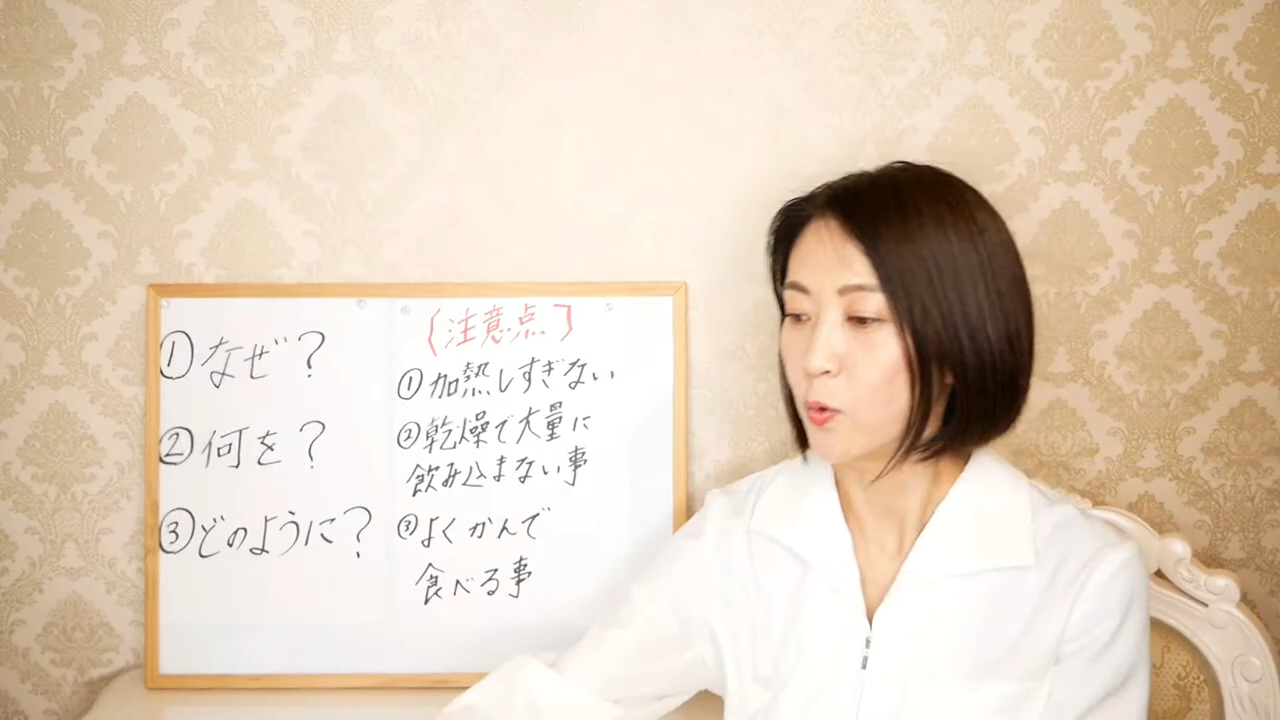 ①なぜ?
②何を?
③どのように?
〔注意点〕
①加熱しすぎない
②乾燥で大量に
飲み込まない事
③よくかんで
食べる事